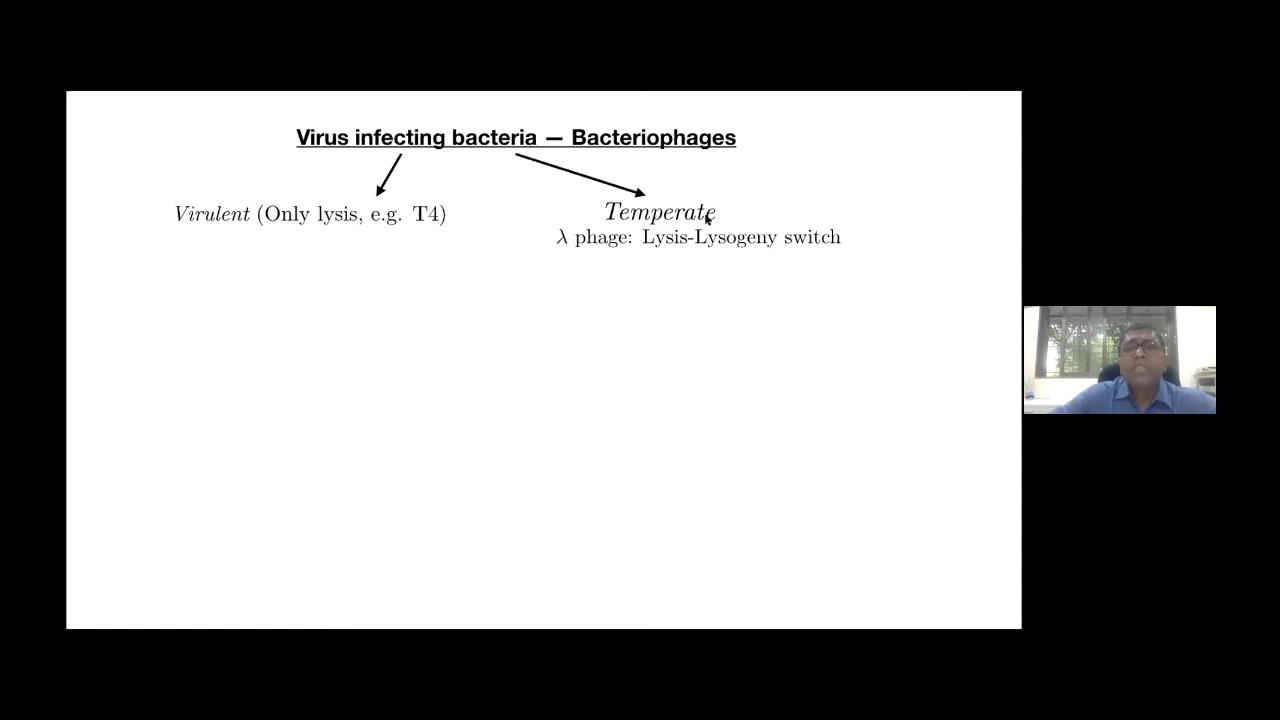 Virus infecting bacteria — Bacteriophages
Virulent (Only lysis, e.g. T4)
Temperate
λ phage: Lysis-Lysogeny switch